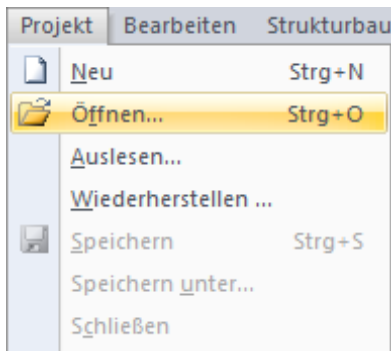 Projekt Bearbeiten Strukturbau
Neu Strg+N
Öffnen... Strg+O
Auslesen...
Wiederherstellen ...
Speichern Strg+S
Speichern unter...
Schließen